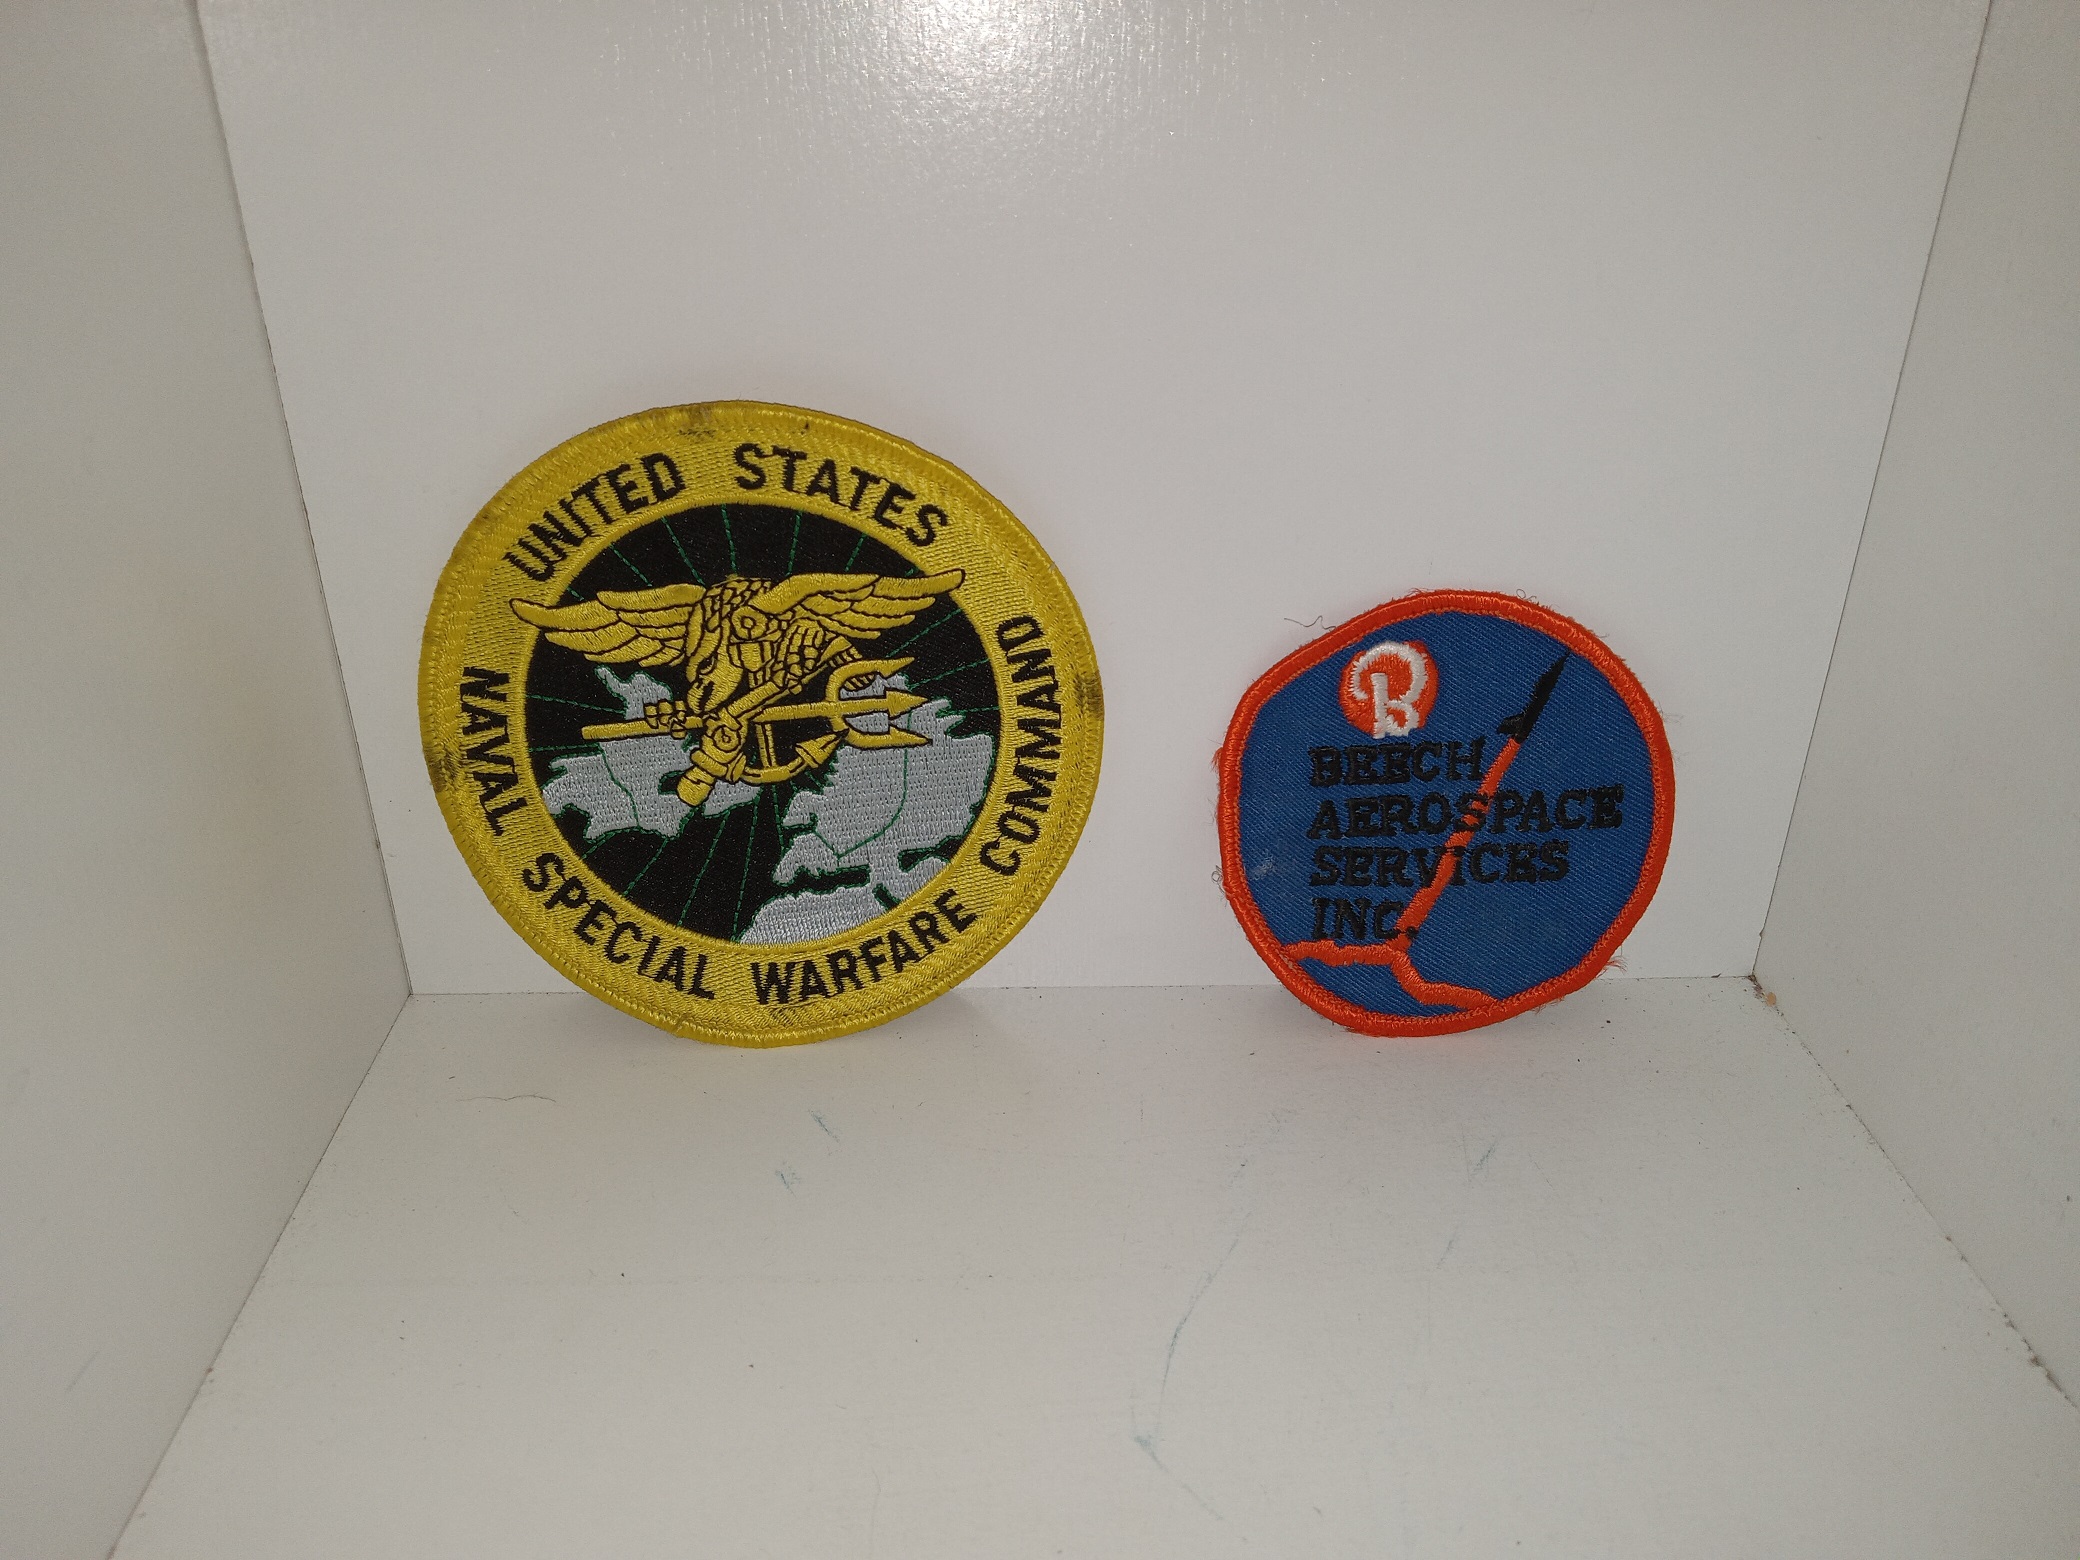 UNITED STATES
NAVAL SPECIAL WARFARE COMMAND
B
BEECH
AEROSPACE
SERVICES
INC.